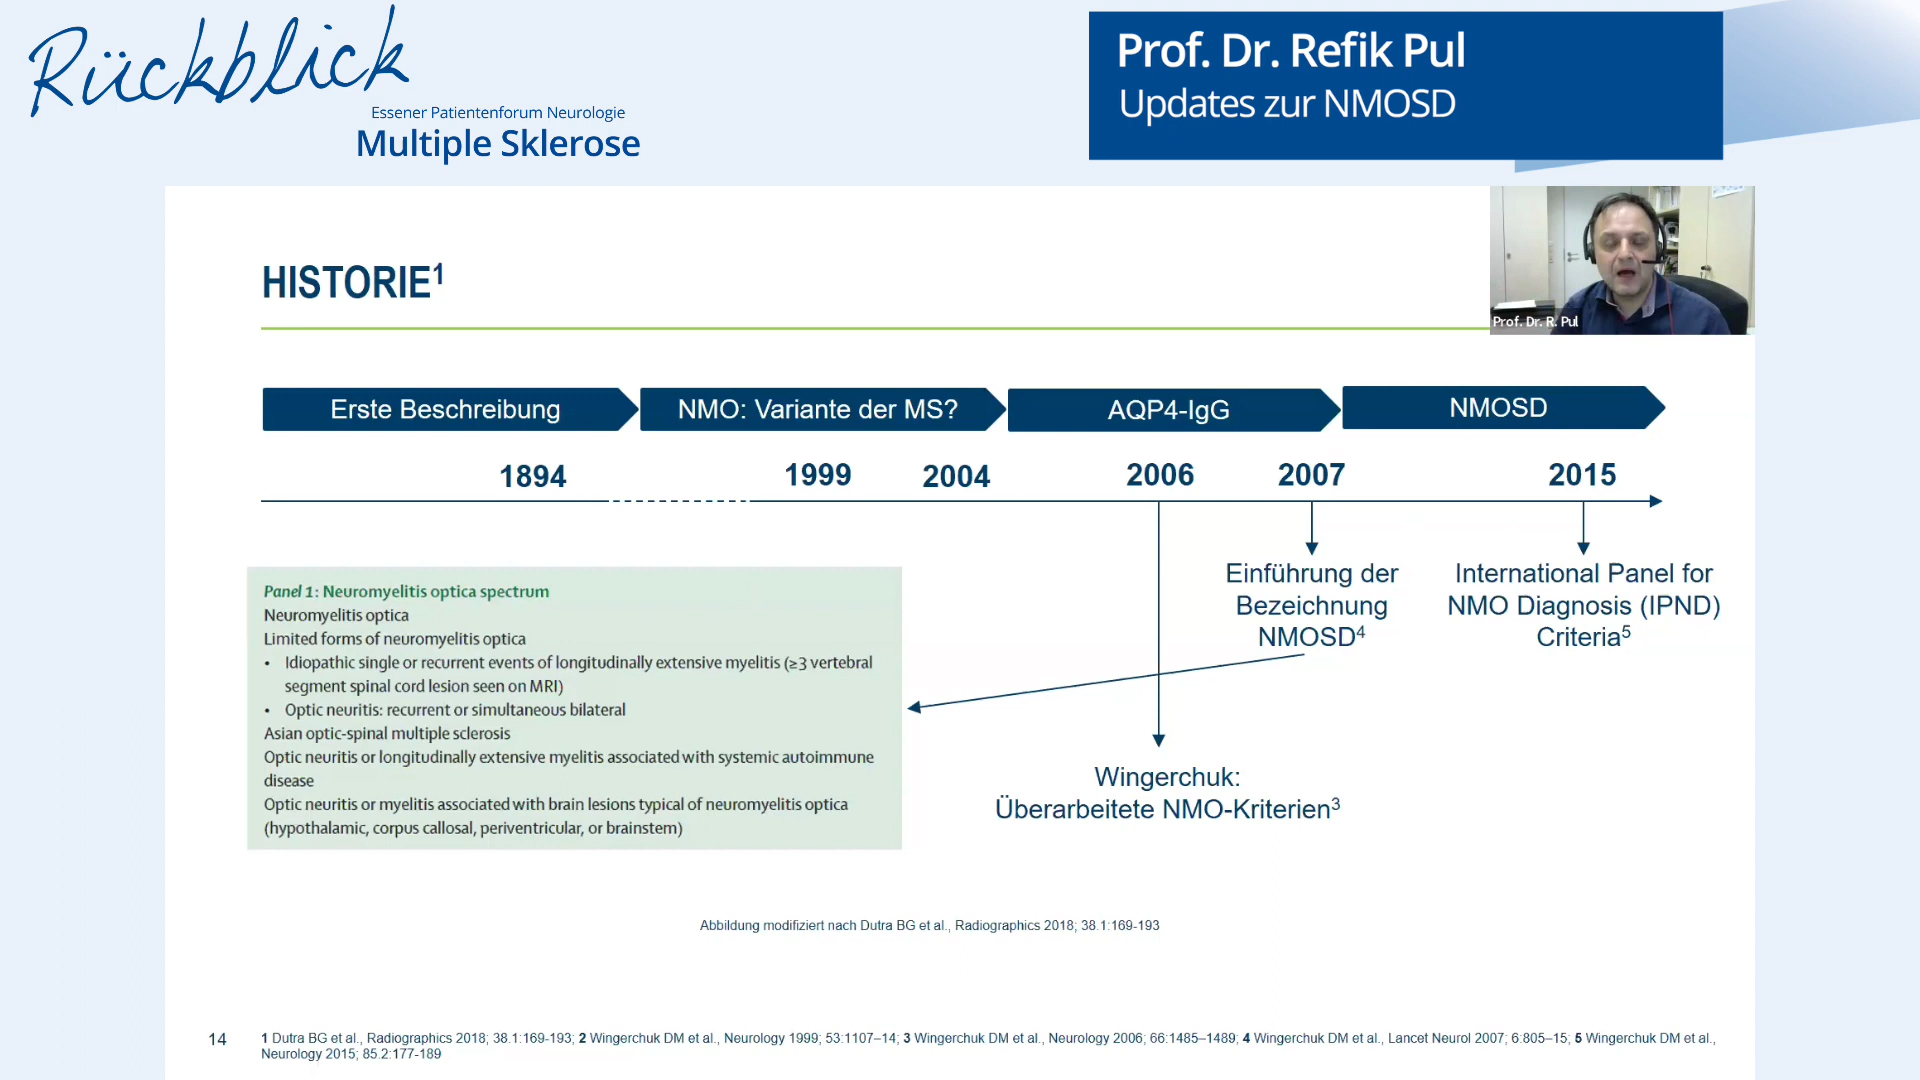 Rückblick
Essener Patientenforum Neurologie
Multiple Sklerose
Prof. Dr. Refik Pul
Updates zur NMOSD
Prof. Dr. R. Pul
HISTORIE¹
Erste Beschreibung
NMO: Variante der MS?
AQP4-IgG
NMOSD
1894
1999
2004
2006
2007
2015
Einführung der
Bezeichnung
NMOSD⁴
International Panel for
NMO Diagnosis (IPND)
Criteria⁵
Panel 1: Neuromyelitis optica spectrum
Neuromyelitis optica
Limited forms of neuromyelitis optica
• Idiopathic single or recurrent events of longitudinally extensive myelitis (≥3 vertebral
segment spinal cord lesion seen on MRI)
• Optic neuritis: recurrent or simultaneous bilateral
Asian optic-spinal multiple sclerosis
Optic neuritis or longitudinally extensive myelitis associated with systemic autoimmune
disease
Optic neuritis or myelitis associated with brain lesions typical of neuromyelitis optica
(hypothalamic, corpus callosal, periventricular, or brainstem)
Wingerchuk:
Überarbeitete NMO-Kriterien³
Abbildung modifiziert nach Dutra BG et al., Radiographics 2018; 38.1:169-193
14
1 Dutra BG et al., Radiographics 2018; 38.1:169-193; 2 Wingerchuk DM et al., Neurology 1999; 53:1107–14; 3 Wingerchuk DM et al., Neurology 2006; 66:1485–1489; 4 Wingerchuk DM et al., Lancet Neurol 2007; 6:805–15; 5 Wingerchuk DM et al.,
Neurology 2015; 85.2:177-189